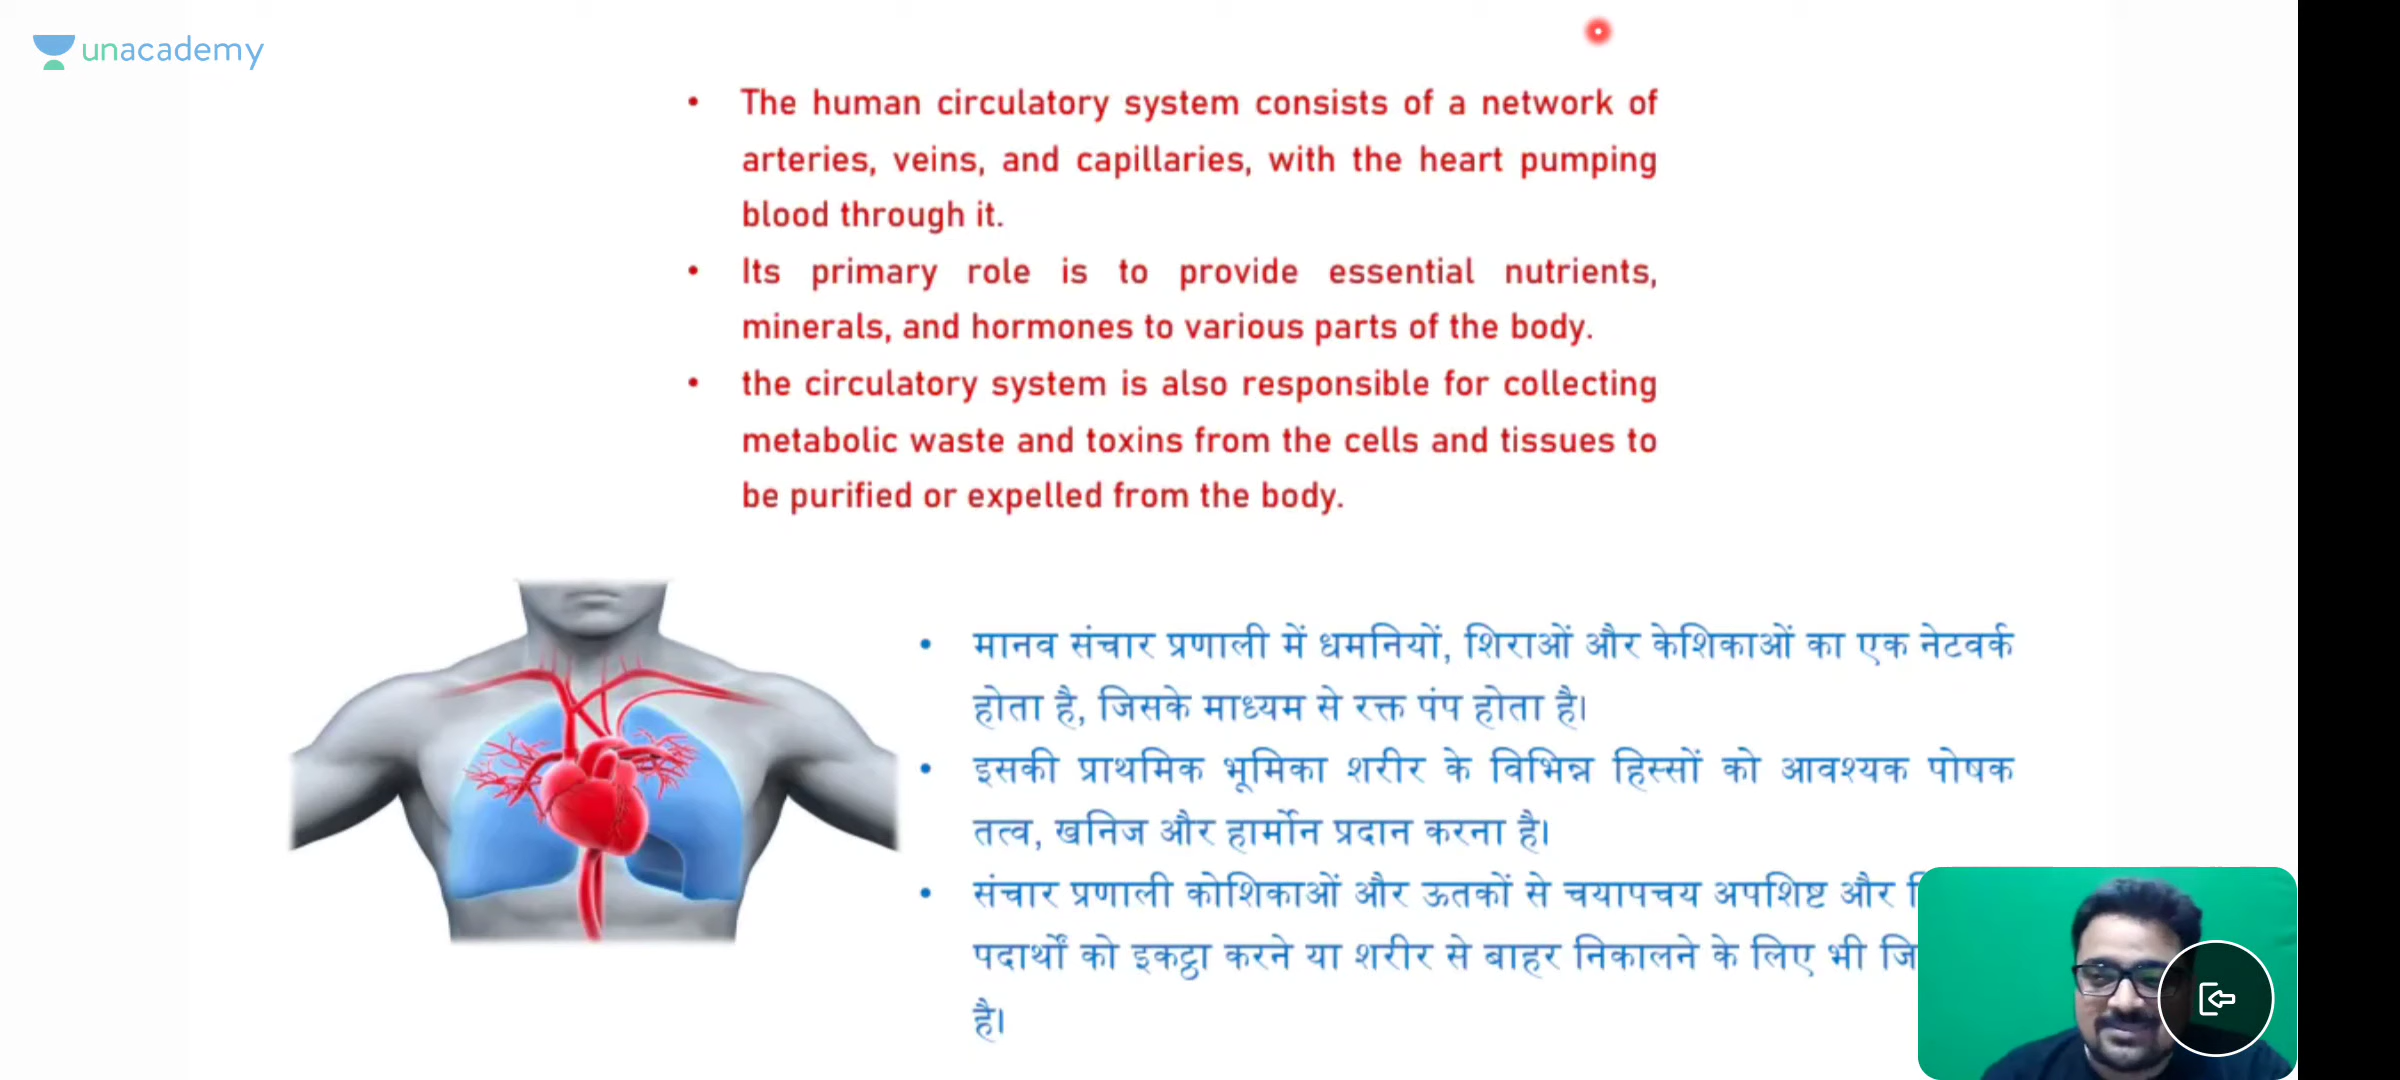 unacademy
• The human circulatory system consists of a network of
arteries, veins, and capillaries, with the heart pumping
blood through it.
• Its primary role is to provide essential nutrients,
minerals, and hormones to various parts of the body.
• the circulatory system is also responsible for collecting
metabolic waste and toxins from the cells and tissues to
be purified or expelled from the body.
• मानव संचार प्रणाली में धमनियों, शिराओं और केशिकाओं का एक नेटवर्क
होता है, जिसके माध्यम से रक्त पंप होता है।
• इसकी प्राथमिक भूमिका शरीर के विभिन्न हिस्सों को आवश्यक पोषक
तत्व, खनिज और हार्मोन प्रदान करना है।
• संचार प्रणाली कोशिकाओं और ऊतकों से चयापचय अपशिष्ट और
पदार्थों को इकट्ठा करने या शरीर से बाहर निकालने के लिए भी
है।